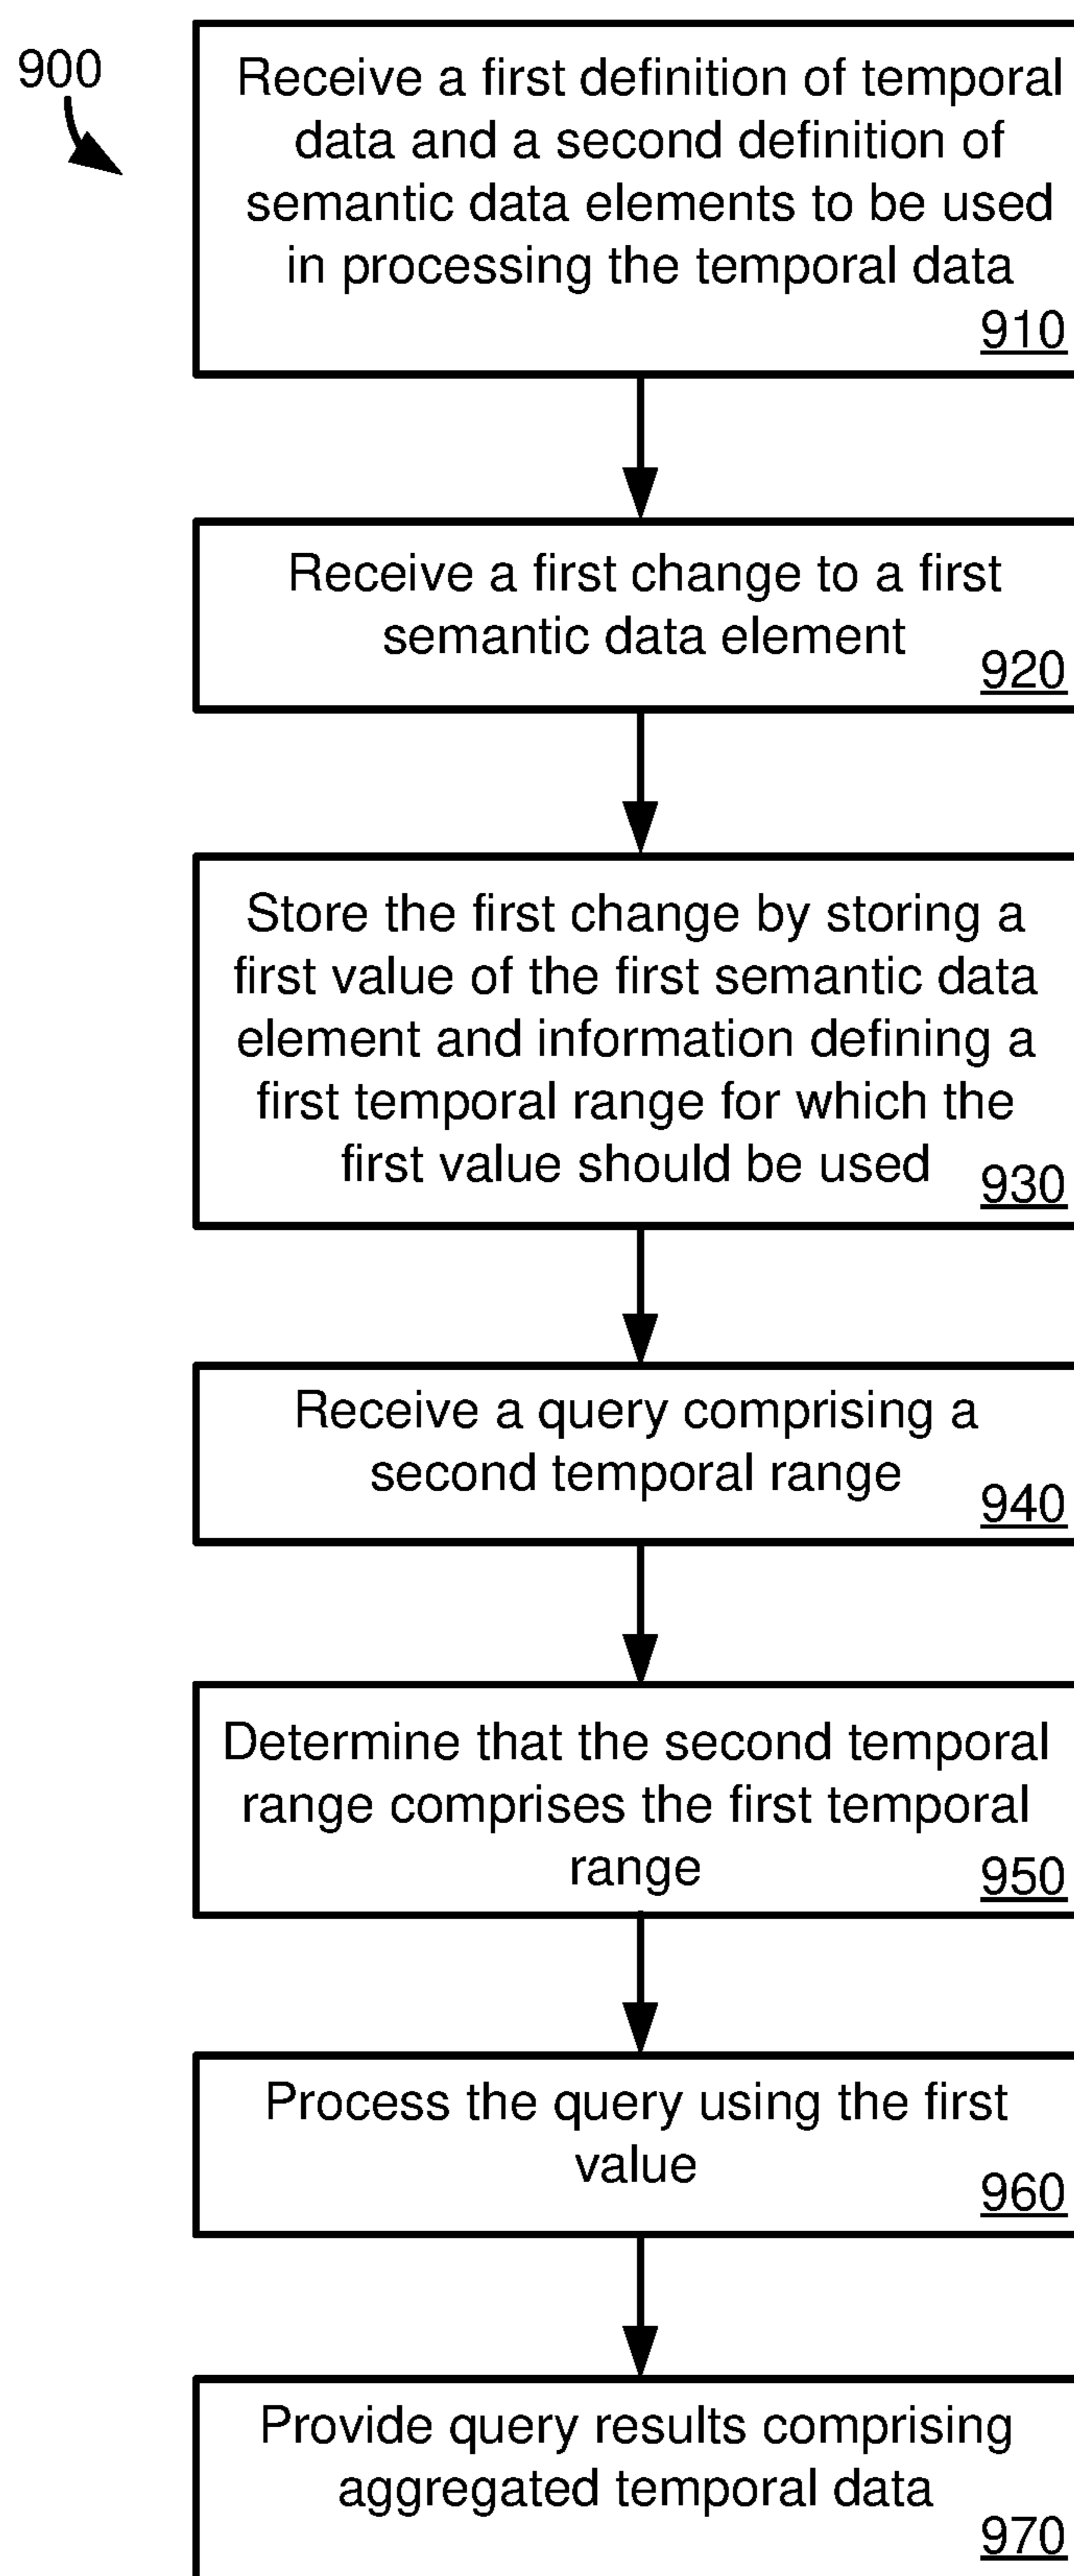 900
Receive a first definition of temporal
data and a second definition of
semantic data elements to be used
in processing the temporal data
910
Receive a first change to a first
semantic data element
920
Store the first change by storing a
first value of the first semantic data
element and information defining a
first temporal range for which the
first value should be used
930
Receive a query comprising a
second temporal range
940
Determine that the second temporal
range comprises the first temporal
range
950
Process the query using the first
value
960
Provide query results comprising
aggregated temporal data
970